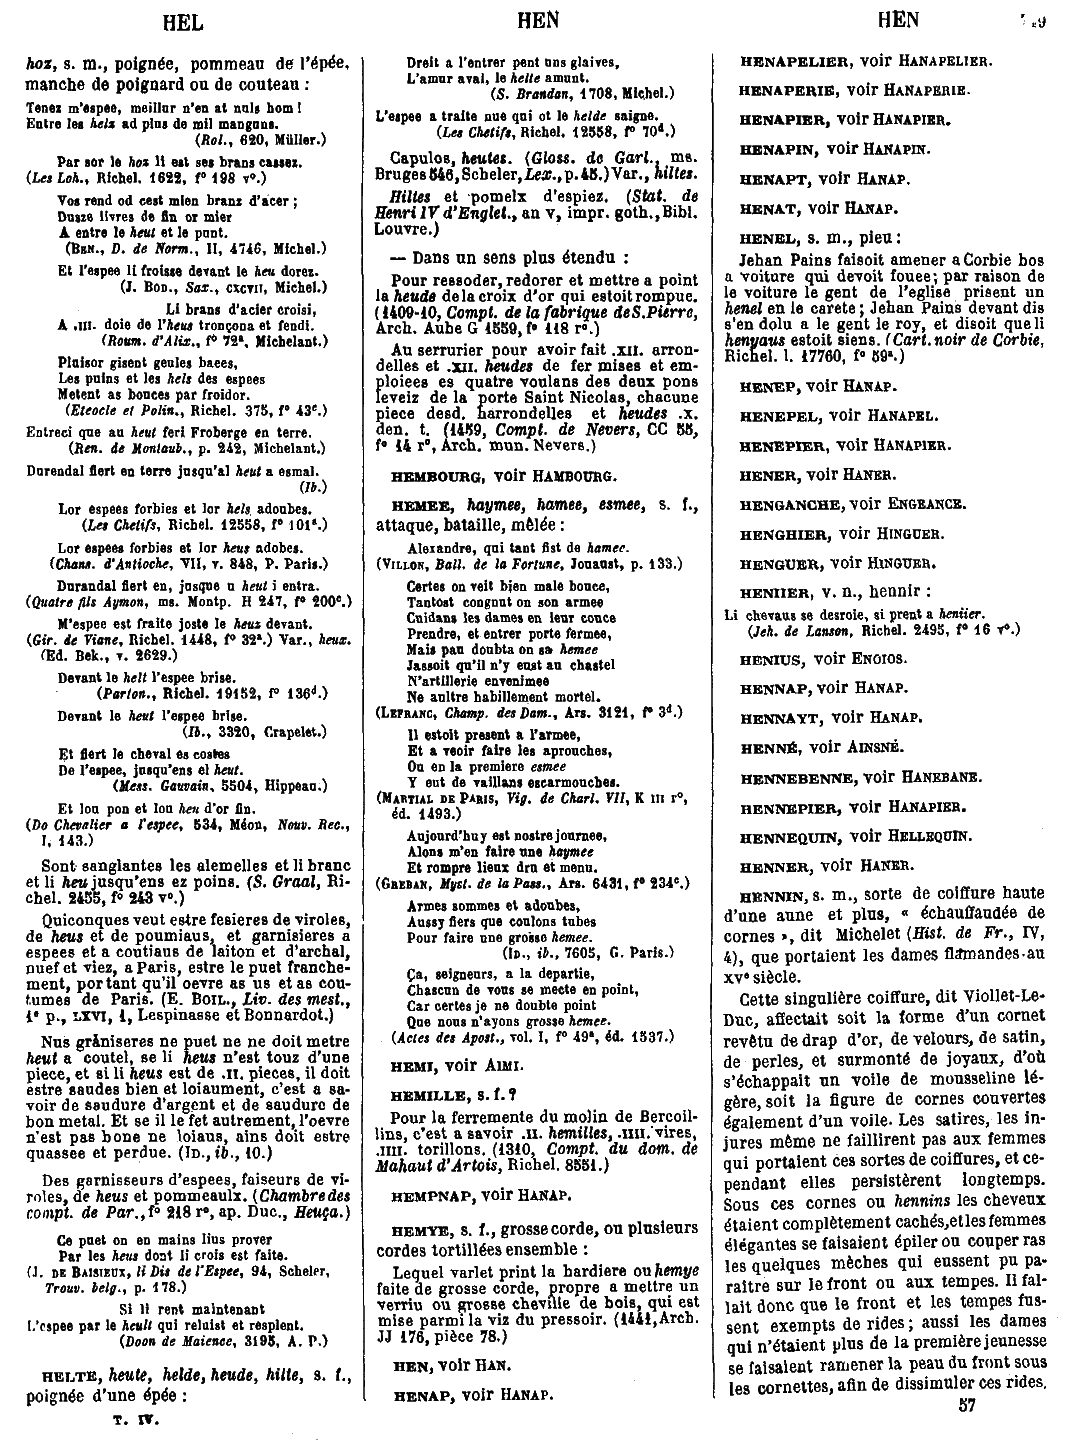 HEL
HEN
HEN
hoz, s. m., poignée, pommeau de l'épée,
manche de poignard ou de couteau :
Tenez m'espee, meillur n'en at nuls hom !
Entre les helz ad plus de mil manguns.
(Rol., 620, Müller.)
Par sor le hoz li est ses brans cassez.
(Les Loh., Richel. 1622, f° 198 v°.)
Vos rend od cest mien branz d'acer ;
Dusze livres de fin or mier
A entre le heut et le punt.
(BEN., D. de Norm., II, 4746, Michel.)
Et l'espee li froisse devant le heu dorez.
(J. BOD., Sax., CXCVII, Michel.)
Li brans d'acier croisi,
A .III. doie de l'heus tronçona et fendi.
(Roum. d'Alix., f° 72ª, Michelant.)
Plaisor gisent geules baees,
Les puins et les hels des espees
Metent as bouces par froidor.
(Eteocle et Polin., Richel. 375, f° 43ᶜ.)
Entreci que au heut feri Froberge en terre.
(Ren. de Montaub., p. 242, Michelant.)
Durendal fiert en terre jusqu'al heut a esmal.
(Ib.)
Lor espees forbies et lor hels adoubes.
(Les Chetifs, Richel. 12558, f° 101ª.)
Lor espees forbies et lor heus adobes.
(Chans. d'Antioche, VII, v. 848, P. Paris.)
Durandal fiert en, jusque u heut i entra.
(Quatre fils Aymon, ms. Montp. H 247, f° 200ᶜ.)
M'espee est fraite joste le heuz devant.
(Gir. de Viane, Richel. 1448, f° 32ª.) Var., heux.
(Ed. Bek., v. 2629.)
Devant le helt l'espee brise.
(Parton., Richel. 19152, f° 136ᵈ.)
Devant le heut l'espee brise.
(Ib., 3320, Crapelet.)
Et fiert le cheval es costes
De l'espee, jusqu'ens el heut.
(Mess. Gauvain, 5504, Hippeau.)
Et lou pon et lou heu d'or fin.
(Do Chevalier a l'espee, 534, Méon, Nouv. Rec.,
I, 143.)
Sont sanglantes les alemelles et li branc
et li heu jusqu'ens ez poins. (S. Graal, Ri-
chel. 2455, f° 243 v°.)
Quiconques veut estre fesieres de viroles,
de heus et de poumiaus, et garnisieres a
espees et a coutiaus de laiton et d'archal,
nuef et viez, a Paris, estre le puet franche-
ment, por tant qu'il oevre as us et as cou-
tumes de Paris. (E. BOIL., Liv. des mest.,
1ᵉ p., LXVI, 1, Lespinasse et Bonnardot.)
Nus graniseres ne puet ne ne doit metre
heut a coutel, se li heus n'est touz d'une
piece, et si li heus est de .II. pieces, il doit
estre saudes bien et loiaument, c'est a sa-
voir de saudure d'argent et de saudure de
bon metal. Et se il le fet autrement, l'oevre
n'est pas bone ne loiaus, ains doit estre
quassee et perdue. (ID., ib., 10.)
Des garnisseurs d'espees, faiseurs de vi-
roles, de heus et pommeaulx. (Chambre des
compt. de Par., f° 218 r°, ap. Duc., Heuça.)
Ce puet on en mains lius prover
Par les heus dont li crois est faite.
(J. DE BAISIEUX, li Dis de l'Espee, 94, Scheler,
Trouv. belg., p. 178.)
Si li rent maintenant
L'espee par le heult qui reluist et resplent.
(Doon de Maience, 3195, A. P.)
HELTE, heute, helde, heude, hilte, s. f.,
poignée d'une épée :
T. IV.
Dreit a l'entrer pent uns glaives,
L'amur aval, le helte amunt.
(S. Brandan, 1708, Michel.)
L'espee a traite nue qui ot le helde saigne.
(Les Chetifs, Richel. 12558, f° 70ᵈ.)
Capulos, heutes. (Gloss. de Garl., ms.
Bruges 546, Scheler, Lex., p. 45.) Var., hiltes.
Hiltes et pomelx d'espiez. (Stat. de
Henri IV d'Englet., an V, impr. goth., Bibl.
Louvre.)
— Dans un sens plus étendu :
Pour ressoder, redorer et mettre a point
la heude de la croix d'or qui estoit rompue.
(1409-10, Compt. de la fabrique de S. Pierre,
Arch. Aube G 1559, f° 118 r°.)
Au serrurier pour avoir fait .XII. arron-
delles et .XII. heudes de fer mises et em-
ploiees es quatre voulans des deux pons
leveiz de la porte Saint Nicolas, chacune
piece desd. harrondelles et heudes .X.
den. t. (1459, Compt. de Nevers, CC 55,
f° 14 r°, Arch. mun. Nevers.)
HEMBOURG, voir HAMBOURG.
HEMEE, haymee, hamee, esmee, s. f.,
attaque, bataille, mêlée :
Alexandre, qui tant fist de hamee.
(VILLON, Ball. de la Fortune, Jouaust, p. 133.)
Certes on veit bien male bouce,
Tantost congnut on son armee
Cuidans les dames en leur couce
Prendre, et entrer porte fermee,
Mais pau doubta on sa hemee
Jassoit qu'il n'y eust au chastel
N'artillerie envenimee
Ne aultre habillement mortel.
(LEFRANC, Champ. des Dam., Ars. 3121, f° 3ᵈ.)
Il estoit present a l'armee,
Et a veoir faire les aprouches,
Ou en la premiere esmee
Y eut de vaillans escarmouches.
(MARTIAL DE PARIS, Vig. de Charl. VII, K III r°,
éd. 1493.)
Aujourd'huy est nostre journee,
Alons m'en faire une haymee
Et rompre lieux dru et menu.
(GREBAN, Myst. de la Pass., Ars. 6431, f° 234ᶜ.)
Armes sommes et adoubes,
Aussy fiers que coulons tubes
Pour faire une grosse hemee.
(ID., ib., 7605, G. Paris.)
Ça, seigneurs, a la departie,
Chascun de vous se mecte en point,
Car certes je ne doubte point
Que nous n'ayons grosse hemee.
(Actes des Apost., vol. I, f° 49ª, éd. 1537.)
HEMI, voir AIMI.
HEMILLE, s. f. ?
Pour la ferremente du molin de Bercoil-
lins, c'est a savoir .II. hemilles, .IIII. vires,
.IIII. torillons. (1310, Compt. du dom. de
Mahaut d'Artois, Richel. 8551.)
HEMPNAP, voir HANAP.
HEMYE, s. f., grosse corde, ou plusieurs
cordes tortillées ensemble :
Lequel varlet print la hardiere ou hemye
faite de grosse corde, propre a mettre un
verriu ou grosse cheville de bois, qui est
mise parmi la viz du pressoir. (1441, Arch.
JJ 176, pièce 78.)
HEN, voir HAN.
HENAP, voir HANAP.
HENAPELIER, voir HANAPELIER.
HENAPERIE, voir HANAPERIE.
HENAPIER, voir HANAPIER.
HENAPIN, voir HANAPIN.
HENAPT, voir HANAP.
HENAT, voir HANAP.
HENEL, s. m., pieu :
Jehan Pains faisoit amener a Corbie bos
a voiture qui devoit fouee; par raison de
le voiture le gent de l'eglise prisent un
henel en le carete; Jehan Pains devant dis
s'en dolu a le gent le roy, et disoit que li
henyaus estoit siens. (Cart. noir de Corbie,
Richel. l. 17760, f° 59ª.)
HENEP, voir HANAP.
HENEPEL, voir HANAPEL.
HENEPIER, voir HANAPIER.
HENER, voir HANER.
HENGANCHE, voir ENGEANCE.
HENGHIER, voir HINGUER.
HENGUER, voir HINGUER.
HENIIER, v. n., hennir :
Li chevaus se desroie, si prent a heniier.
(Jeh. de Lanson, Richel. 2495, f° 16 v°.)
HENIUS, voir ENOIOS.
HENNAP, voir HANAP.
HENNAYT, voir HANAP.
HENNÉ, voir AINSNÉ.
HENNEBENNE, voir HANEBANE.
HENNEPIER, voir HANAPIER.
HENNEQUIN, voir HELLEQUIN.
HENNER, voir HANER.
HENNIN, s. m., sorte de coiffure haute
d'une aune et plus, « échauffaudée de
cornes », dit Michelet (Hist. de Fr., IV,
4), que portaient les dames flamandes au
XVᵉ siècle.
Cette singulière coiffure, dit Viollet-Le-
Duc, affectait soit la forme d'un cornet
revêtu de drap d'or, de velours, de satin,
de perles, et surmonté de joyaux, d'où
s'échappait un voile de mousseline lé-
gère, soit la figure de cornes couvertes
également d'un voile. Les satires, les in-
jures même ne faillirent pas aux femmes
qui portaient ces sortes de coiffures, et ce-
pendant elles persistèrent longtemps.
Sous ces cornes ou hennins les cheveux
étaient complètement cachés, et les femmes
élégantes se faisaient épiler ou couper ras
les quelques mèches qui eussent pu pa-
raître sur le front ou aux tempes. Il fal-
lait donc que le front et les tempes fus-
sent exempts de rides; aussi les dames
qui n'étaient plus de la première jeunesse
se faisaient ramener la peau du front sous
les cornettes, afin de dissimuler ces rides,
57